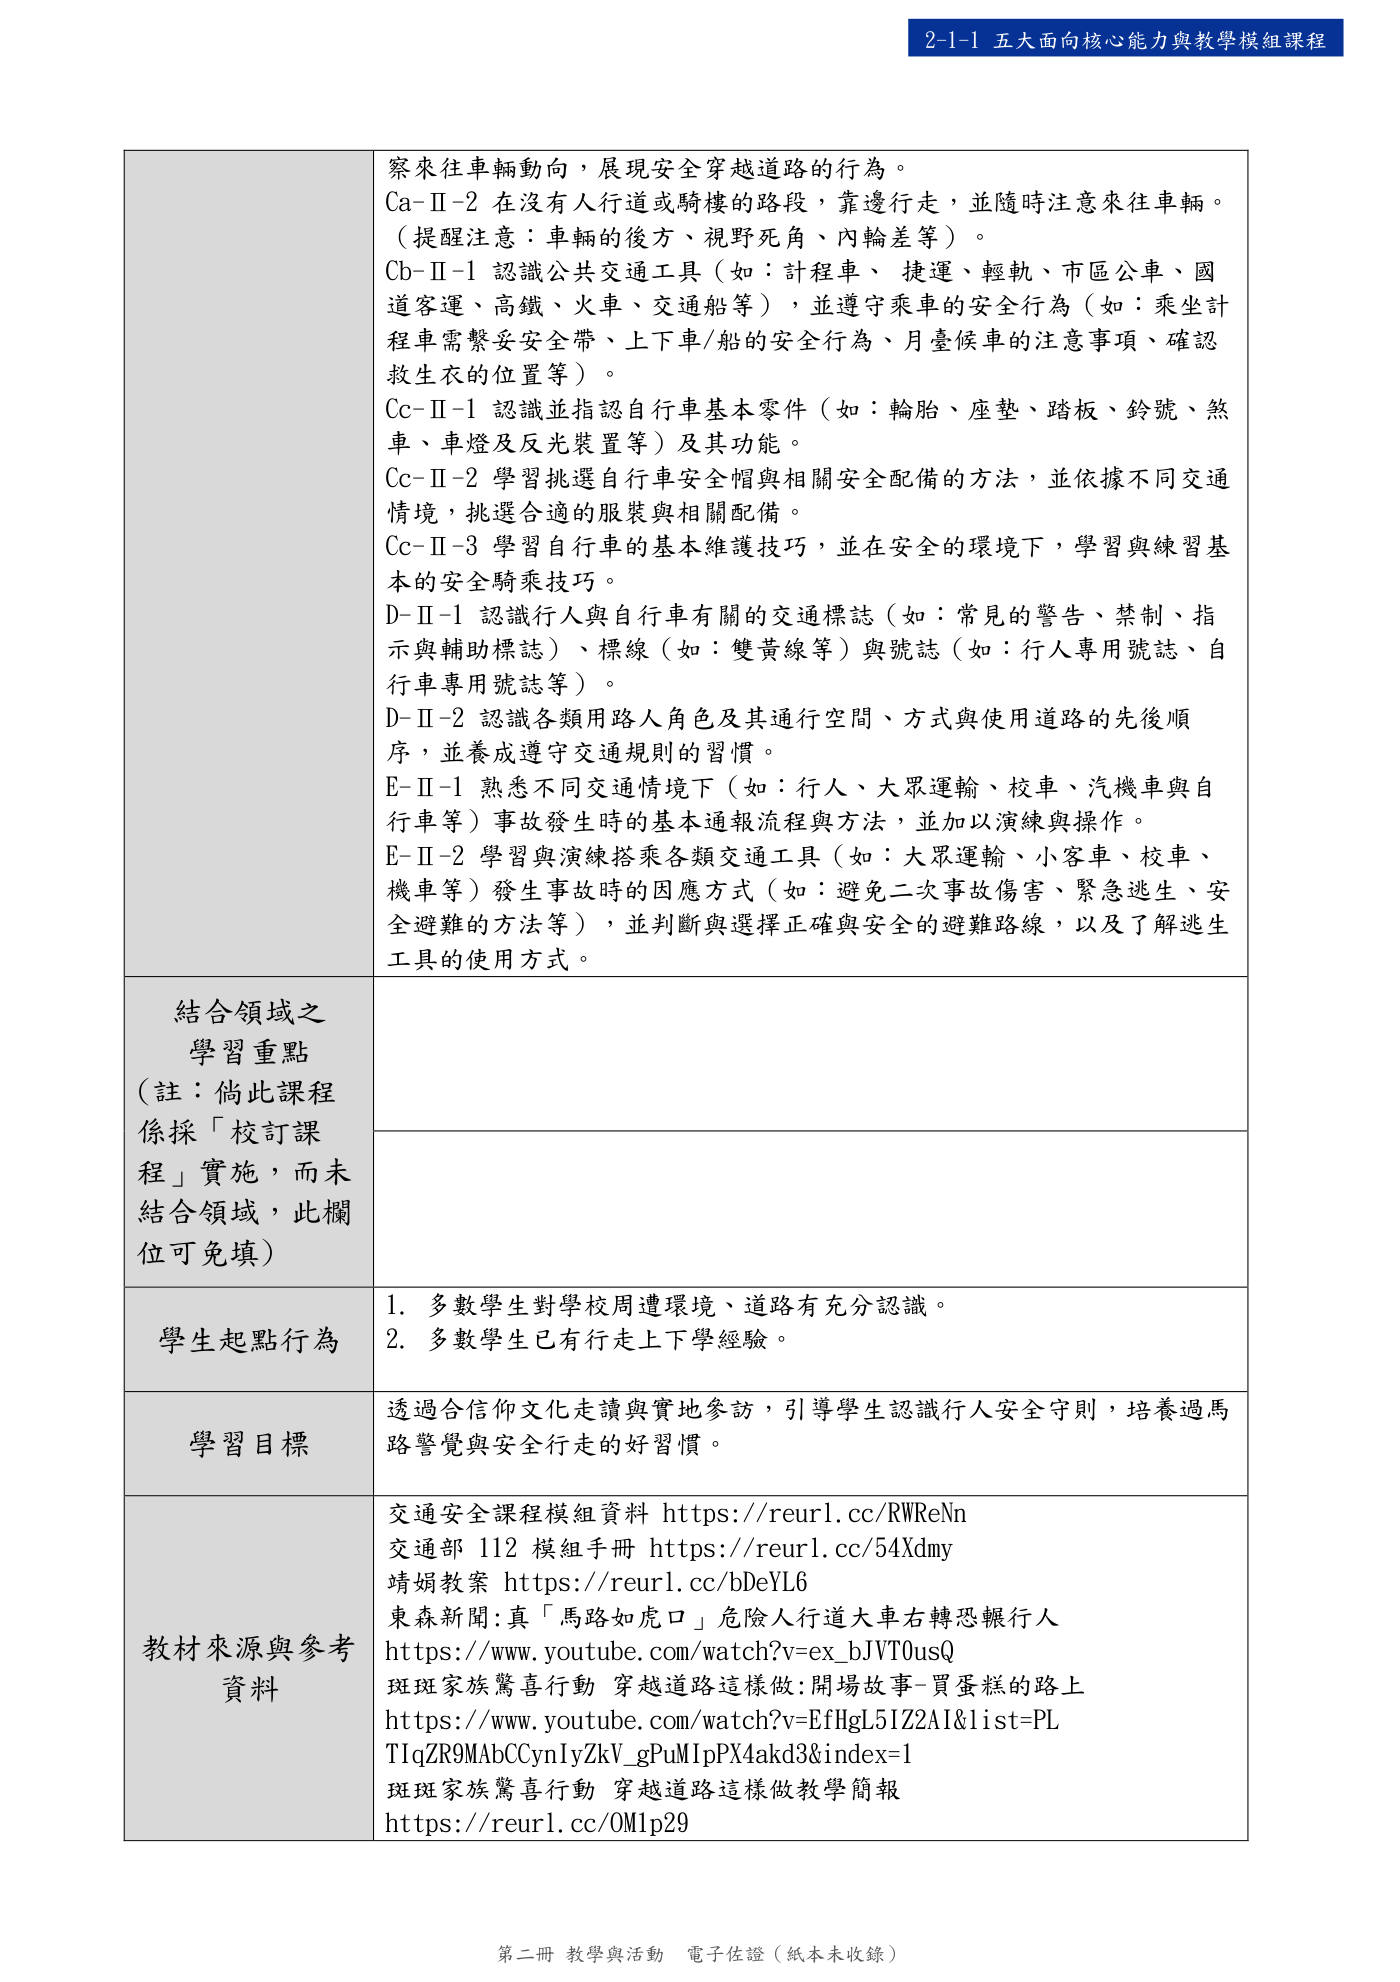 2-1-1 五大面向核心能力與教學模組課程
察來往車輛動向，展現安全穿越道路的行為。
Ca-Ⅱ-2 在沒有人行道或騎樓的路段，靠邊行走，並隨時注意來往車輛。
（提醒注意：車輛的後方、視野死角、內輪差等）。
Cb-Ⅱ-1 認識公共交通工具（如：計程車、 捷運、輕軌、市區公車、國
道客運、高鐵、火車、交通船等），並遵守乘車的安全行為（如：乘坐計
程車需繫妥安全帶、上下車/船的安全行為、月臺候車的注意事項、確認
救生衣的位置等）。
Cc-Ⅱ-1 認識並指認自行車基本零件（如：輪胎、座墊、踏板、鈴號、煞
車、車燈及反光裝置等）及其功能。
Cc-Ⅱ-2 學習挑選自行車安全帽與相關安全配備的方法，並依據不同交通
情境，挑選合適的服裝與相關配備。
Cc-Ⅱ-3 學習自行車的基本維護技巧，並在安全的環境下，學習與練習基
本的安全騎乘技巧。
D-Ⅱ-1 認識行人與自行車有關的交通標誌（如：常見的警告、禁制、指
示與輔助標誌）、標線（如：雙黃線等）與號誌（如：行人專用號誌、自
行車專用號誌等）。
D-Ⅱ-2 認識各類用路人角色及其通行空間、方式與使用道路的先後順
序，並養成遵守交通規則的習慣。
E-Ⅱ-1 熟悉不同交通情境下（如：行人、大眾運輸、校車、汽機車與自
行車等）事故發生時的基本通報流程與方法，並加以演練與操作。
E-Ⅱ-2 學習與演練搭乘各類交通工具（如：大眾運輸、小客車、校車、
機車等）發生事故時的因應方式（如：避免二次事故傷害、緊急逃生、安
全避難的方法等），並判斷與選擇正確與安全的避難路線，以及了解逃生
工具的使用方式。
結合領域之
學習重點
（註：倘此課程
係採「校訂課
程」實施，而未
結合領域，此欄
位可免填）
學生起點行為
1. 多數學生對學校周遭環境、道路有充分認識。
2. 多數學生已有行走上下學經驗。
學習目標
透過合信仰文化走讀與實地參訪，引導學生認識行人安全守則，培養過馬
路警覺與安全行走的好習慣。
教材來源與參考
資料
交通安全課程模組資料 https://reurl.cc/RWReNn
交通部 112 模組手冊 https://reurl.cc/54Xdmy
靖娟教案 https://reurl.cc/bDeYL6
東森新聞:真「馬路如虎口」危險人行道大車右轉恐輾行人
https://www.youtube.com/watch?v=ex_bJVT0usQ
斑斑家族驚喜行動 穿越道路這樣做:開場故事-買蛋糕的路上
https://www.youtube.com/watch?v=EfHgL5IZ2AI&list=PL
TIqZR9MAbCCynIyZkV_gPuMIpPX4akd3&index=1
斑斑家族驚喜行動 穿越道路這樣做教學簡報
https://reurl.cc/OM1p29
第二冊 教學與活動 電子佐證（紙本未收錄）